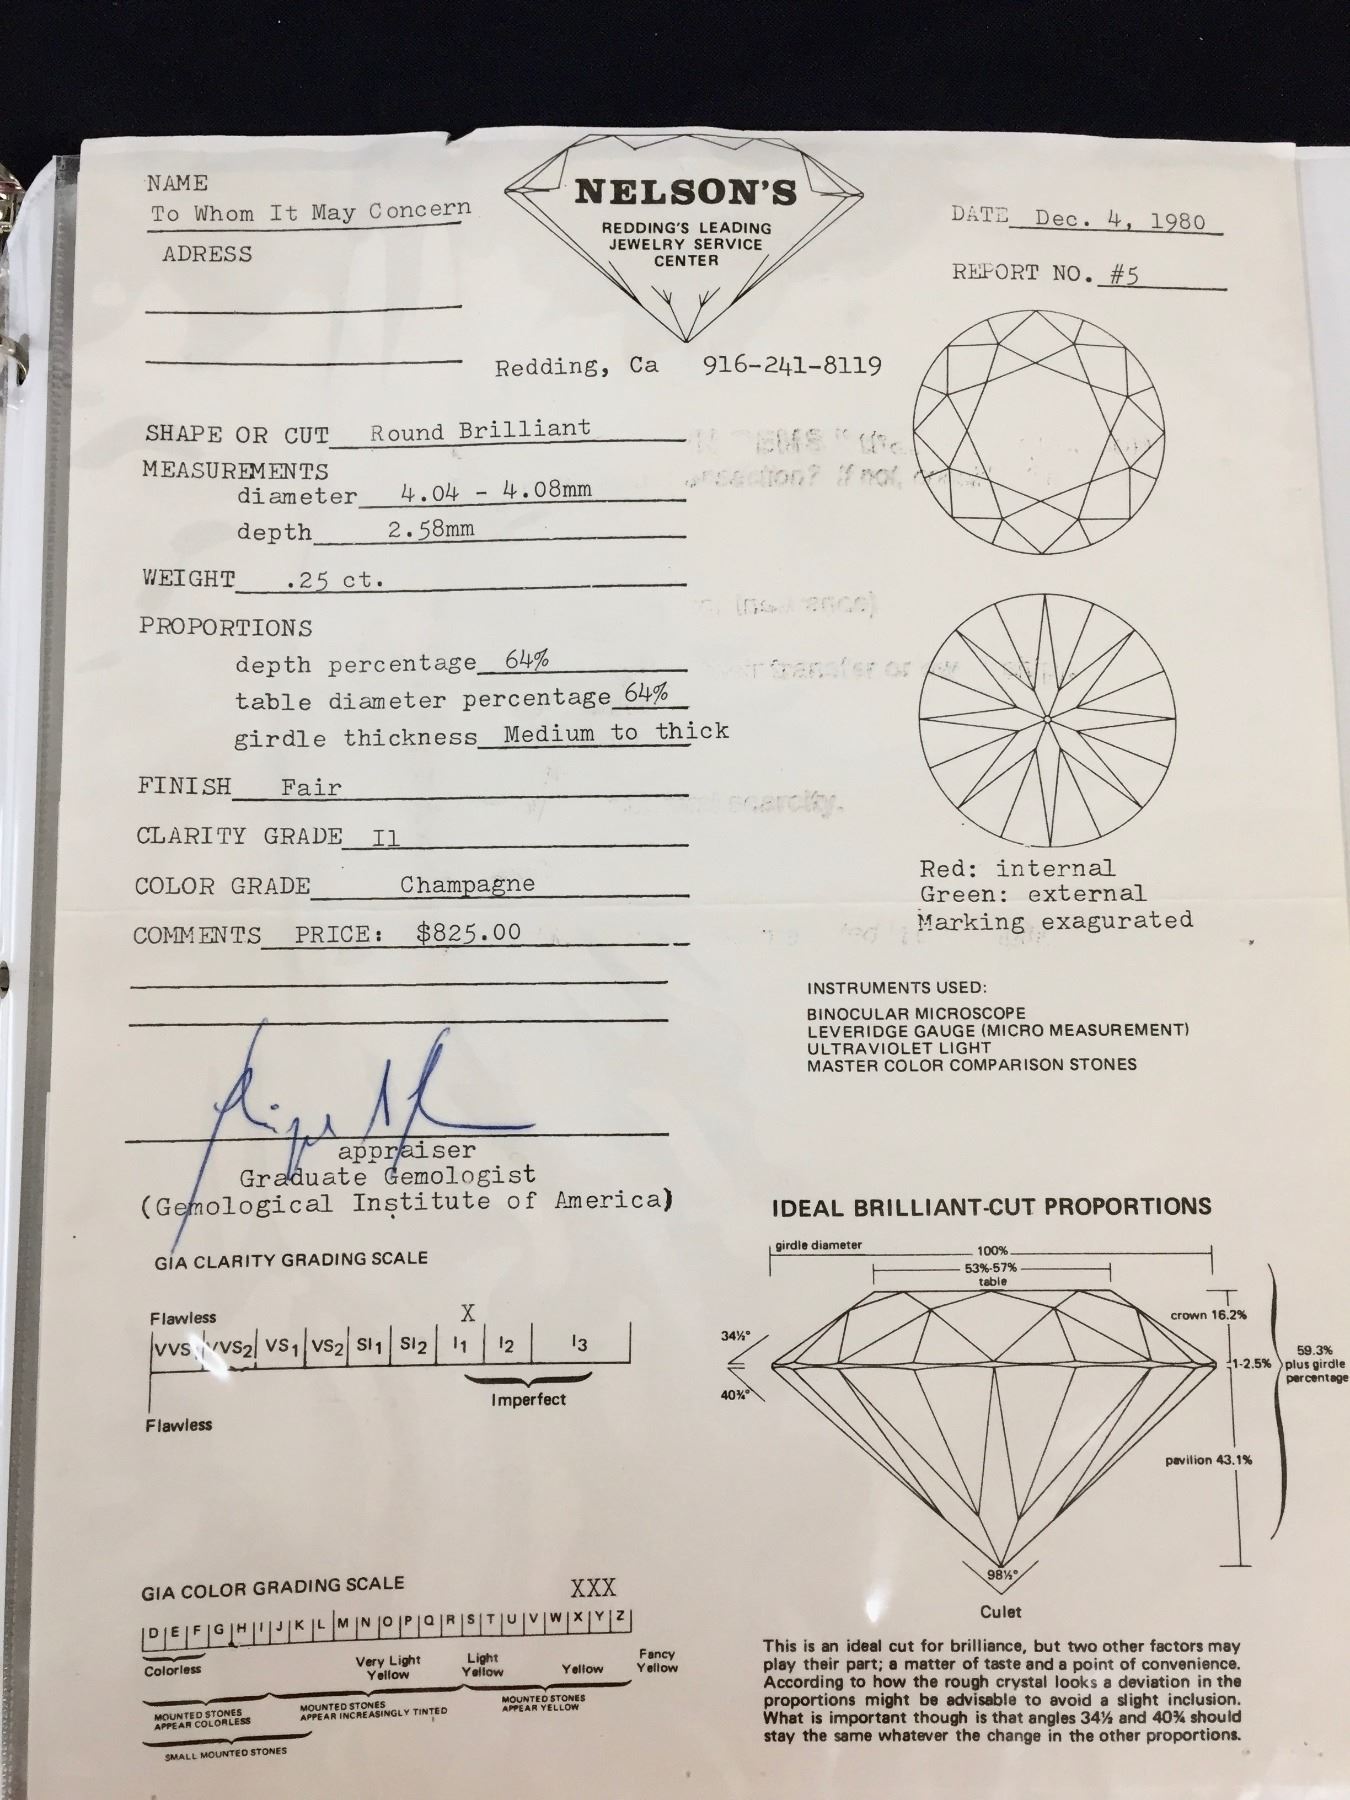 NAME
To Whom It May Concern
ADRESS
NELSON'S
REDDING'S LEADING
JEWELRY SERVICE
CENTER
Redding, Ca 916-241-8119
DATE Dec. 4, 1980
REPORT NO. #5
SHAPE OR CUT Round Brilliant
MEASUREMENTS
diameter 4.04 - 4.08mm
depth 2.58mm
WEIGHT .25 ct.
PROPORTIONS
depth percentage 64%
table diameter percentage 64%
girdle thickness Medium to thick
FINISH Fair
CLARITY GRADE I1
COLOR GRADE Champagne
COMMENTS PRICE: $825.00
Red: internal
Green: external
Marking exagurated
INSTRUMENTS USED:
BINOCULAR MICROSCOPE
LEVERIDGE GAUGE (MICRO MEASUREMENT)
ULTRAVIOLET LIGHT
MASTER COLOR COMPARISON STONES
appraiser
Graduate Gemologist
(Gemological Institute of America)
GIA CLARITY GRADING SCALE
Flawless X
VVS VVS2 VS1 VS2 SI1 SI2 I1 I2 I3
Imperfect
Flawless
IDEAL BRILLIANT-CUT PROPORTIONS
girdle diameter
100%
53%-57%
table
crown 16.2%
34½°
1-2.5%
59.3%
plus girdle
percentage
40¾°
pavilion 43.1%
98½°
Culet
GIA COLOR GRADING SCALE XXX
D E F G H I J K L M N O P Q R S T U V W X Y Z
Colorless
Very Light
Yellow
Light
Yellow
Yellow
Fancy
Yellow
MOUNTED STONES
APPEAR COLORLESS
MOUNTED STONES
APPEAR INCREASINGLY TINTED
MOUNTED STONES
APPEAR YELLOW
SMALL MOUNTED STONES
This is an ideal cut for brilliance, but two other factors may
play their part; a matter of taste and a point of convenience.
According to how the rough crystal looks a deviation in the
proportions might be advisable to avoid a slight inclusion.
What is important though is that angles 34½ and 40¾ should
stay the same whatever the change in the other proportions.